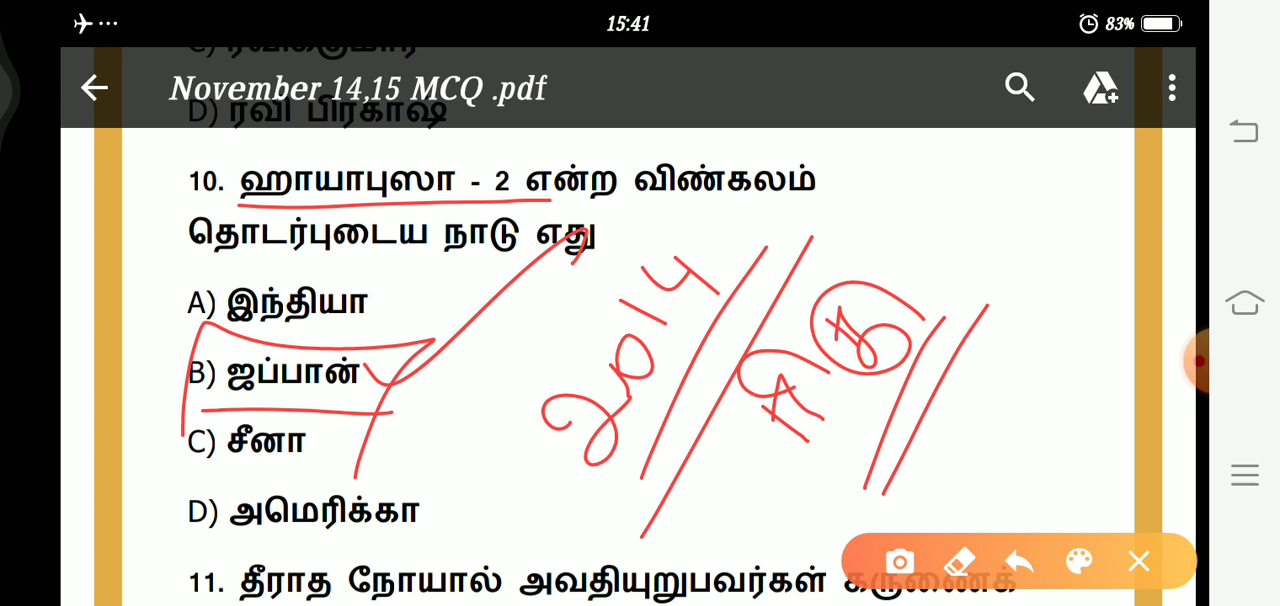 15:41
83%
November 14,15 MCQ .pdf
D) ரவி பிரகாஷ்
10. ஹாயாபுஸா - 2 என்ற விண்கலம்
தொடர்புடைய நாடு எது
A) இந்தியா
B) ஜப்பான்
C) சீனா
D) அமெரிக்கா
2014
11. தீராத நோயால் அவதியுறுபவர்கள் கருணைக்